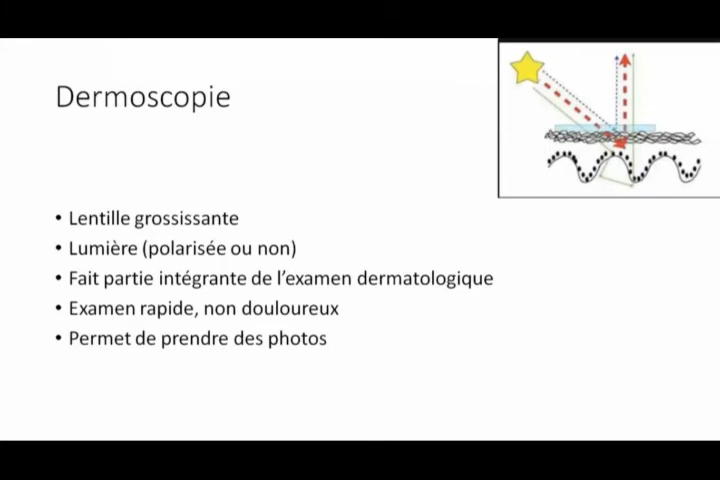 Dermoscopie
• Lentille grossissante
• Lumière (polarisée ou non)
• Fait partie intégrante de l’examen dermatologique
• Examen rapide, non douloureux
• Permet de prendre des photos